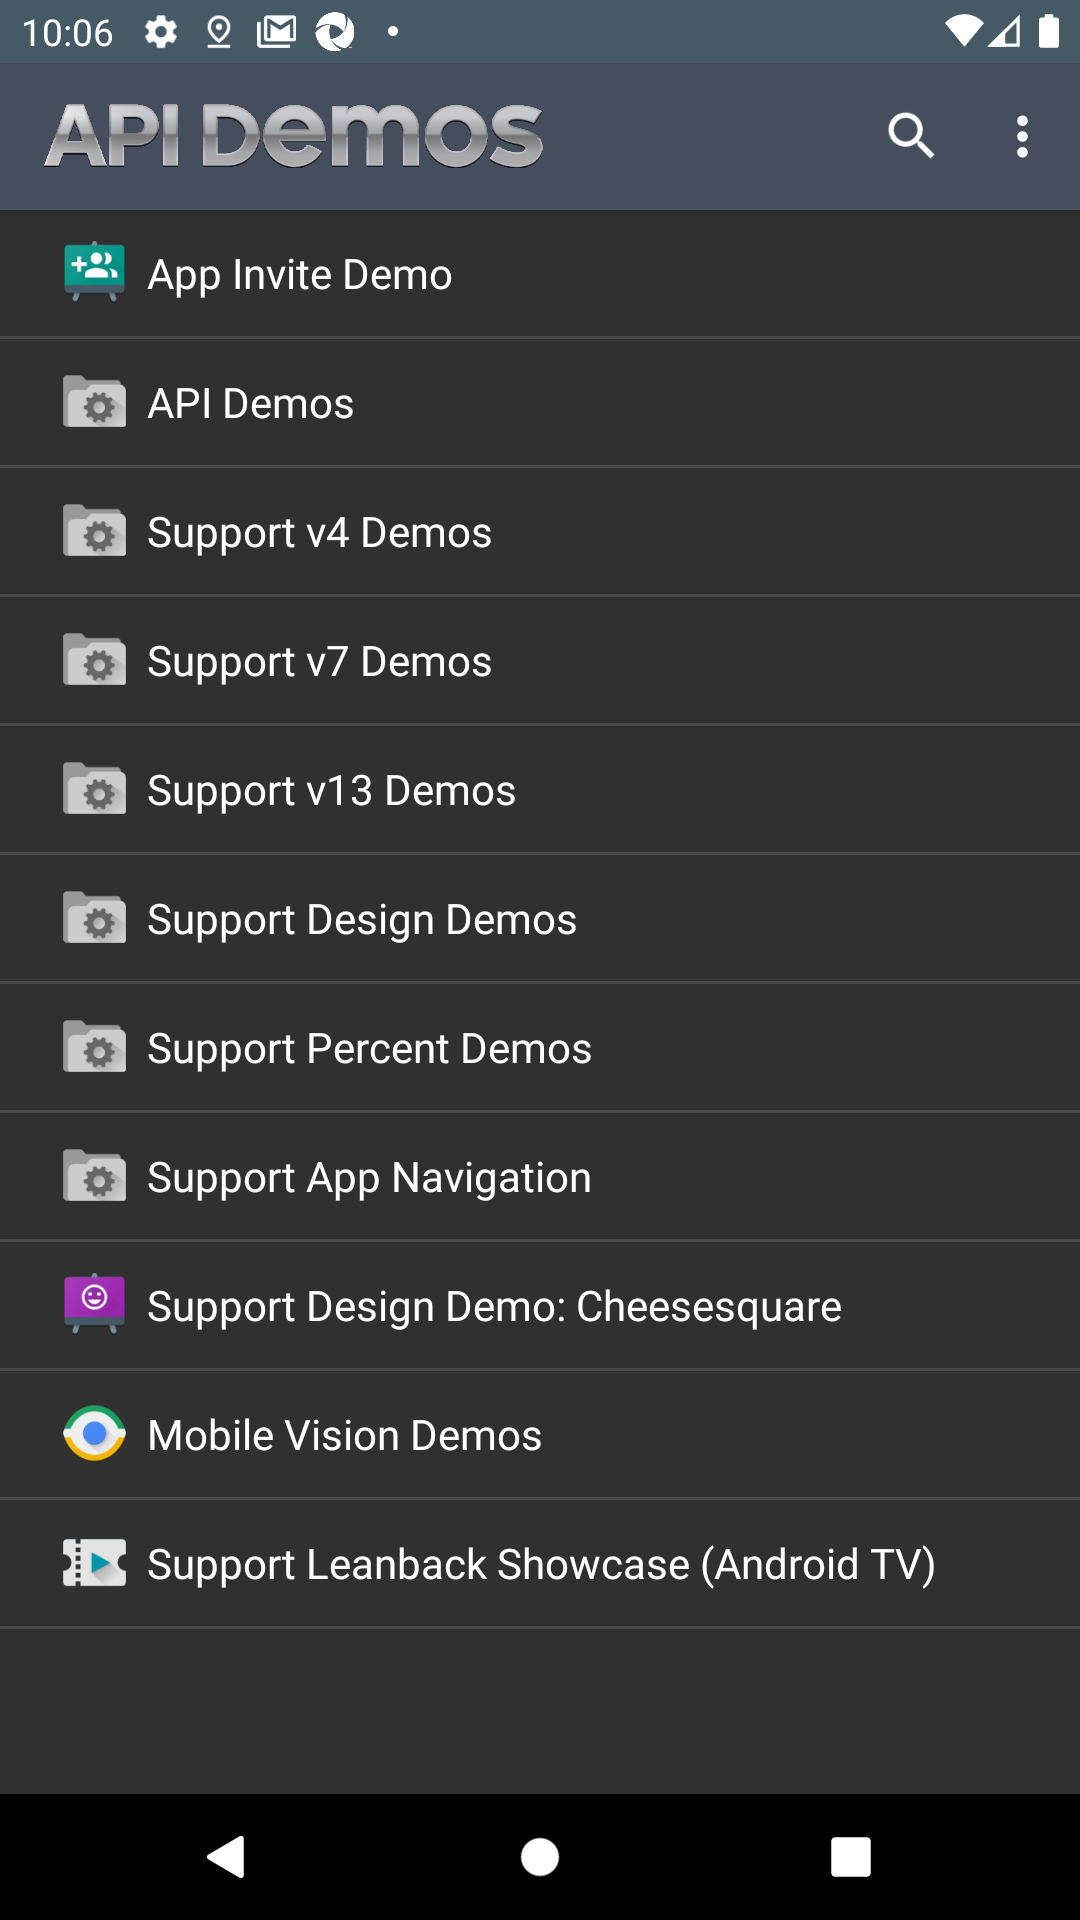 10:06
API Demos
App Invite Demo
API Demos
Support v4 Demos
Support v7 Demos
Support v13 Demos
Support Design Demos
Support Percent Demos
Support App Navigation
Support Design Demo: Cheesesquare
Mobile Vision Demos
Support Leanback Showcase (Android TV)